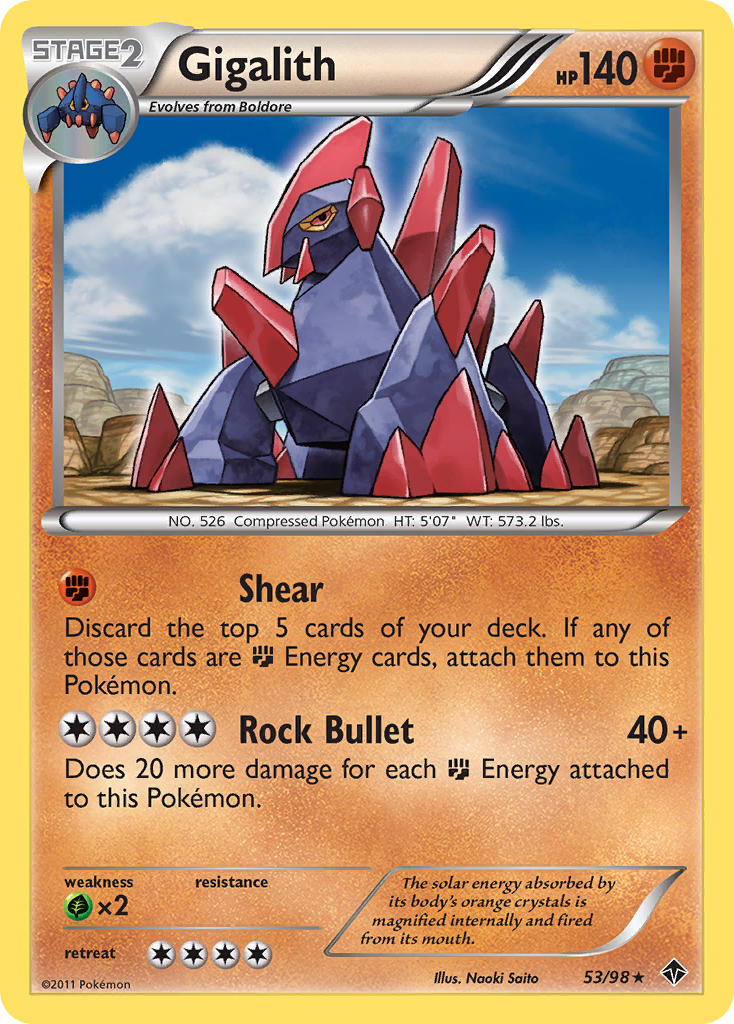 STAGE2
Gigalith
HP140
Evolves from Boldore
NO. 526 Compressed Pokémon HT: 5'07" WT: 573.2 lbs.
Shear
Discard the top 5 cards of your deck. If any of
those cards are Energy cards, attach them to this
Pokémon.
Rock Bullet 40+
Does 20 more damage for each Energy attached
to this Pokémon.
weakness resistance
×2
retreat
The solar energy absorbed by
its body's orange crystals is
magnified internally and fired
from its mouth.
©2011 Pokémon
Illus. Naoki Saito
53/98 ★